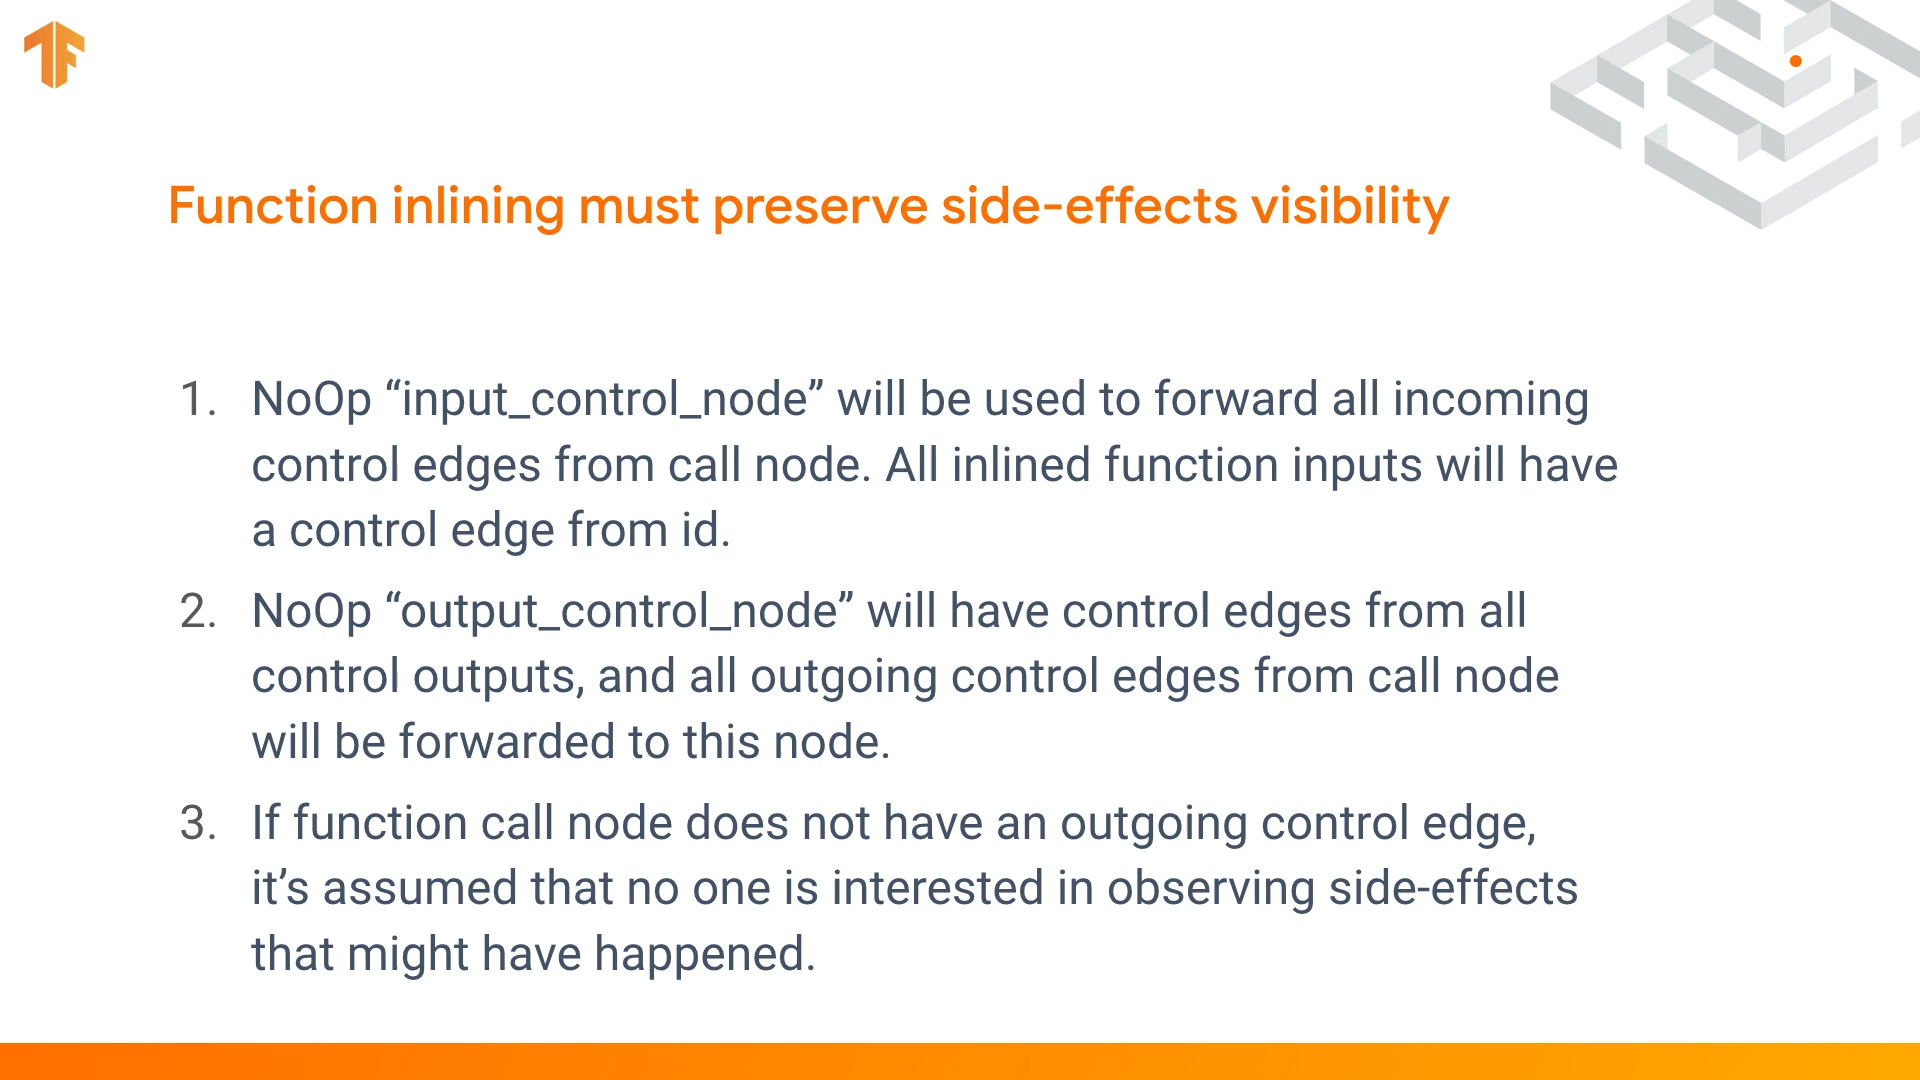 Function inlining must preserve side-effects visibility
1. NoOp “input_control_node” will be used to forward all incoming
control edges from call node. All inlined function inputs will have
a control edge from id.
2. NoOp “output_control_node” will have control edges from all
control outputs, and all outgoing control edges from call node
will be forwarded to this node.
3. If function call node does not have an outgoing control edge,
it’s assumed that no one is interested in observing side-effects
that might have happened.